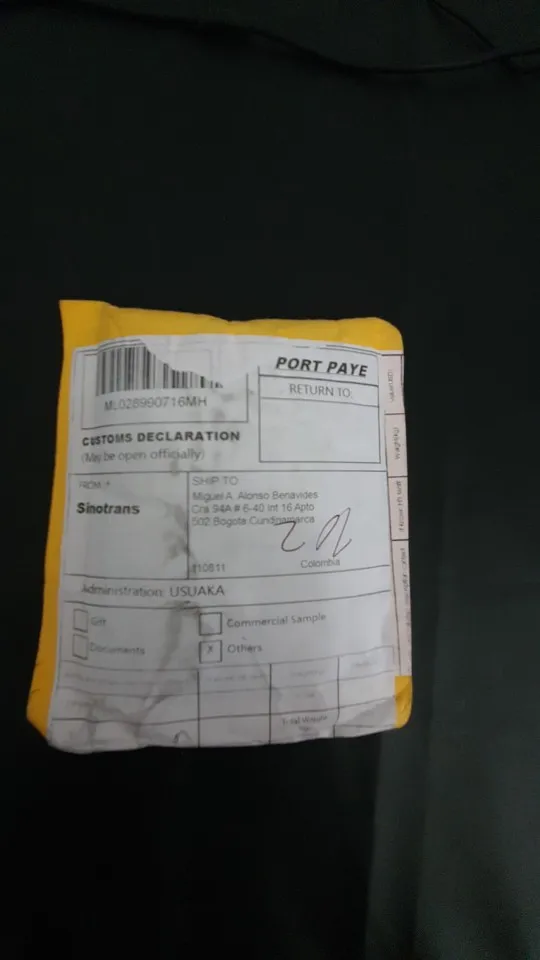 ML028990716MH
PORT PAYE
RETURN TO:
CUSTOMS DECLARATION
(May be open officially)
FROM:
Sinotrans
SHIP TO
Miguel A. Alonso Benavides
Cra 94A # 6-40 Int 16 Apto
502 Bogota Cundinamarca
110811
Colombia
Administration: USUAKA
Gift
Commercial Sample
Documents
X Others